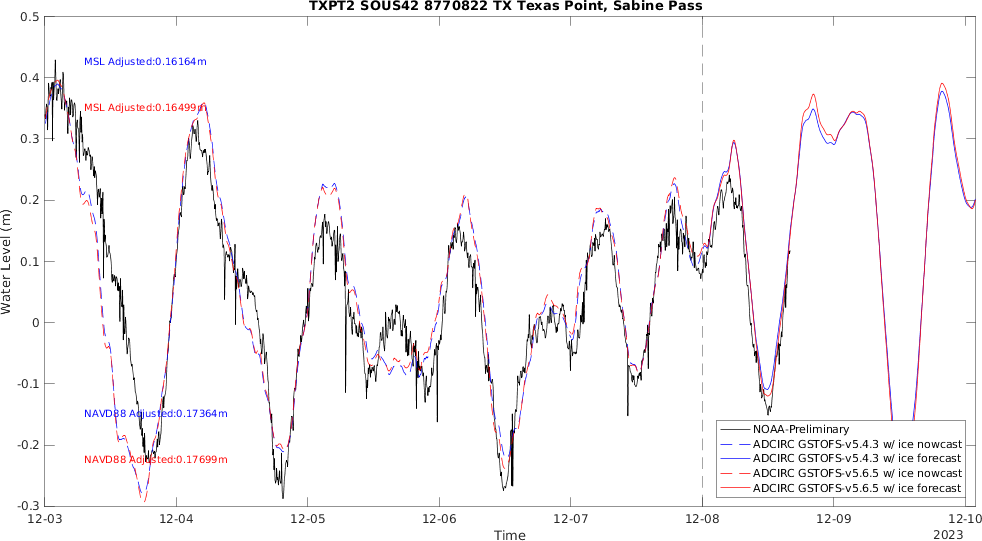 TXPT2 SOUS42 8770822 TX Texas Point, Sabine Pass
0.5
0.4
0.3
0.2
0.1
0
-0.1
-0.2
-0.3
Water Level (m)
MSL Adjusted:0.16164m
MSL Adjusted:0.16499m
NAVD88 Adjusted:0.17364m
NAVD88 Adjusted:0.17699m
NOAA-Preliminary
ADCIRC GSTOFS-v5.4.3 w/ ice nowcast
ADCIRC GSTOFS-v5.4.3 w/ ice forecast
ADCIRC GSTOFS-v5.6.5 w/ ice nowcast
ADCIRC GSTOFS-v5.6.5 w/ ice forecast
12-03 12-04 12-05 12-06 12-07 12-08 12-09 12-10
Time
2023